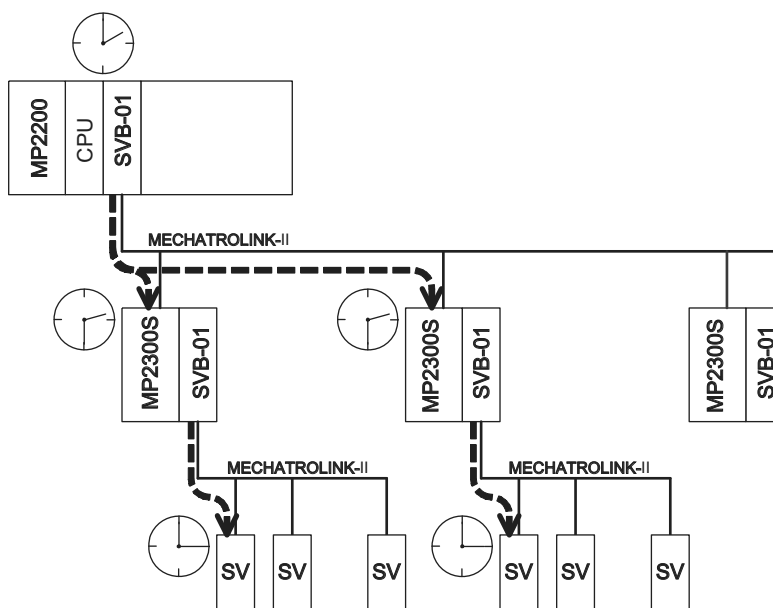 MP2200
CPU
SVB-01
MECHATROLINK-II
MP2300S
SVB-01
MP2300S
SVB-01
MP2300S
SVB-01
MECHATROLINK-II
MECHATROLINK-II
SV
SV
SV
SV
SV
SV